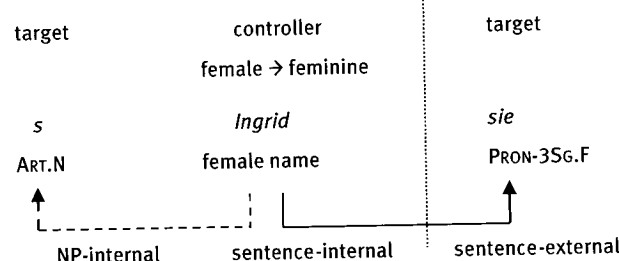 target controller target
female → feminine
s Ingrid sie
ART.N female name PRON-3SG.F
NP-internal sentence-internal sentence-external